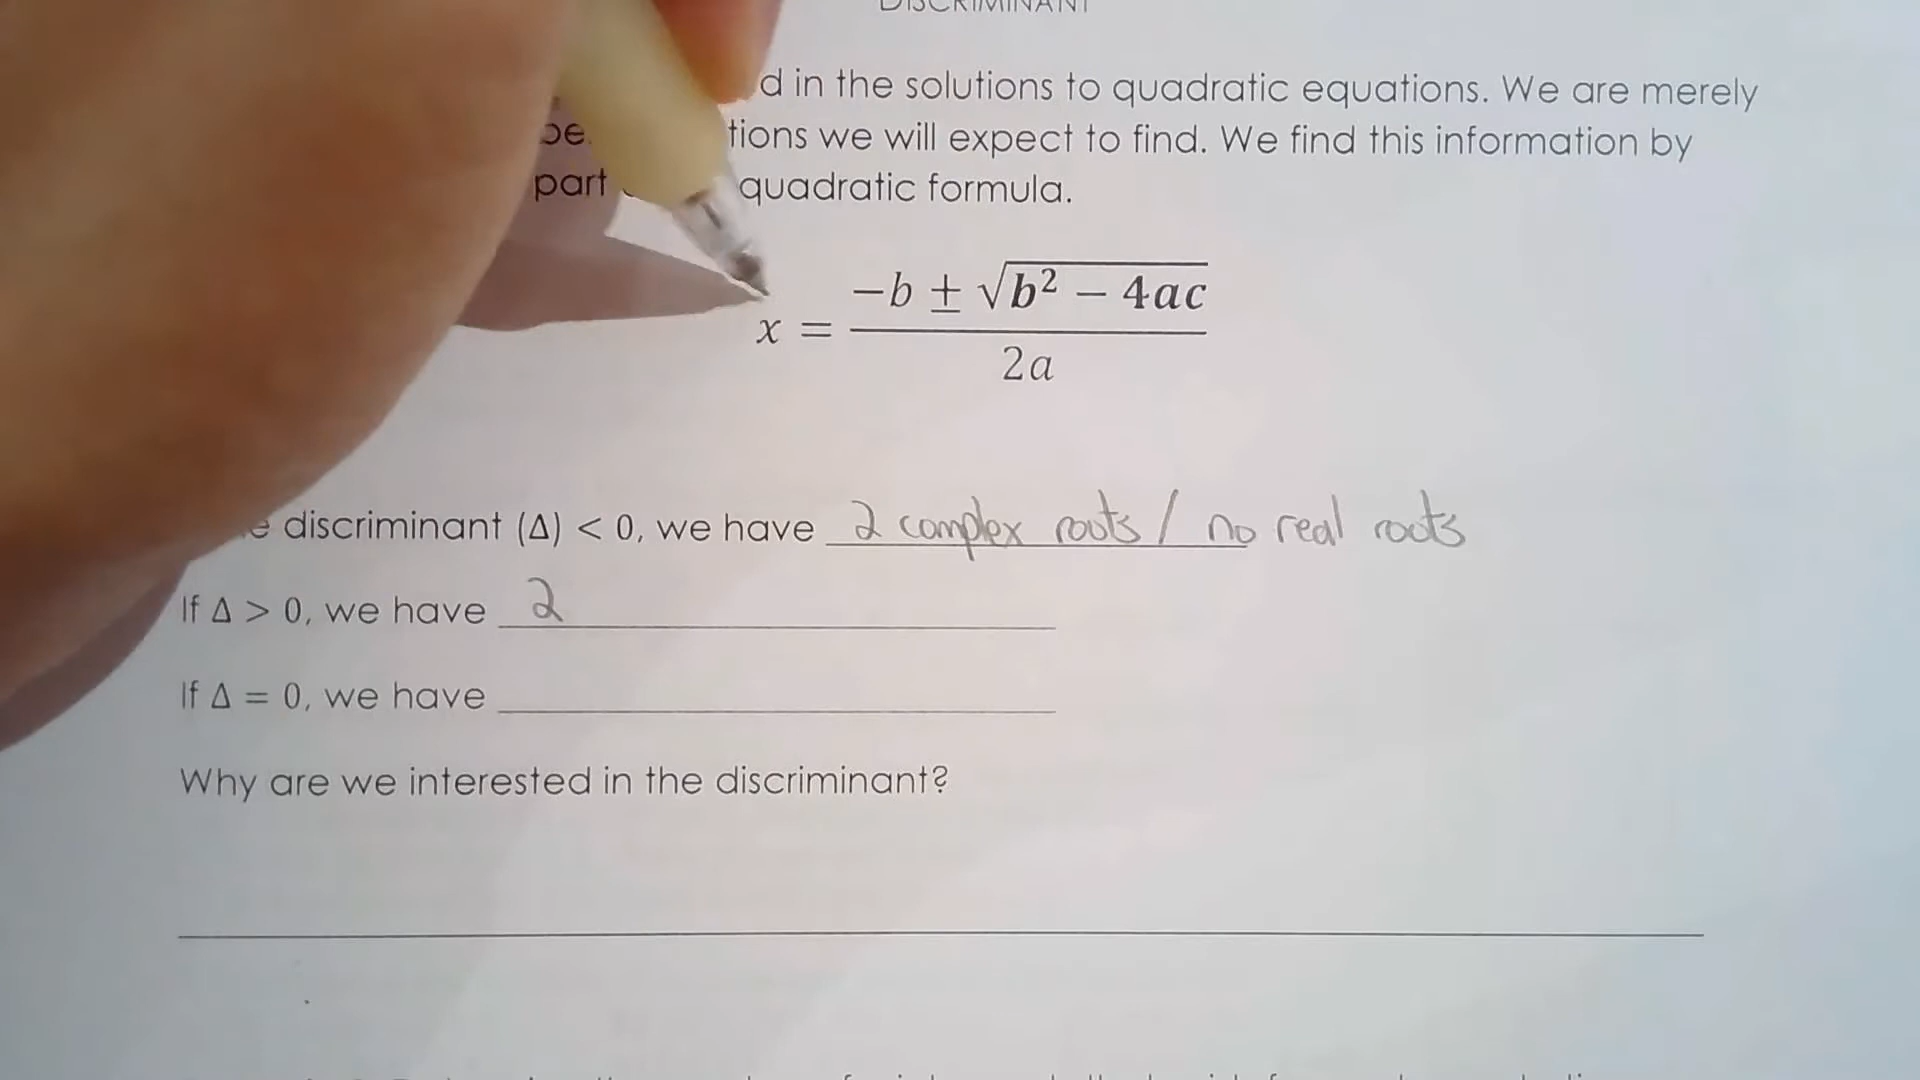 DISCRIMINANT
d in the solutions to quadratic equations. We are merely
tions we will expect to find. We find this information by
part quadratic formula.
x = \frac{-b ± \sqrt{b² − 4ac}}{2a}
discriminant (Δ) < 0, we have 2 complex roots / no real roots
If Δ > 0, we have 2
If Δ = 0, we have
Why are we interested in the discriminant?